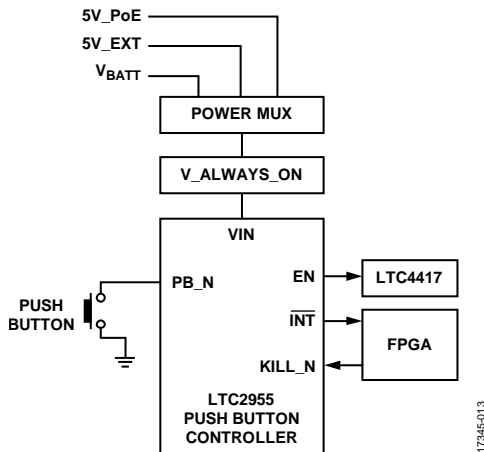 5V_PoE
5V_EXT
VBATT
POWER MUX
V_ALWAYS_ON
VIN
PB_N
EN
LTC4417
PUSH
BUTTON
INT
FPGA
KILL_N
LTC2955
PUSH BUTTON
CONTROLLER
17345-013